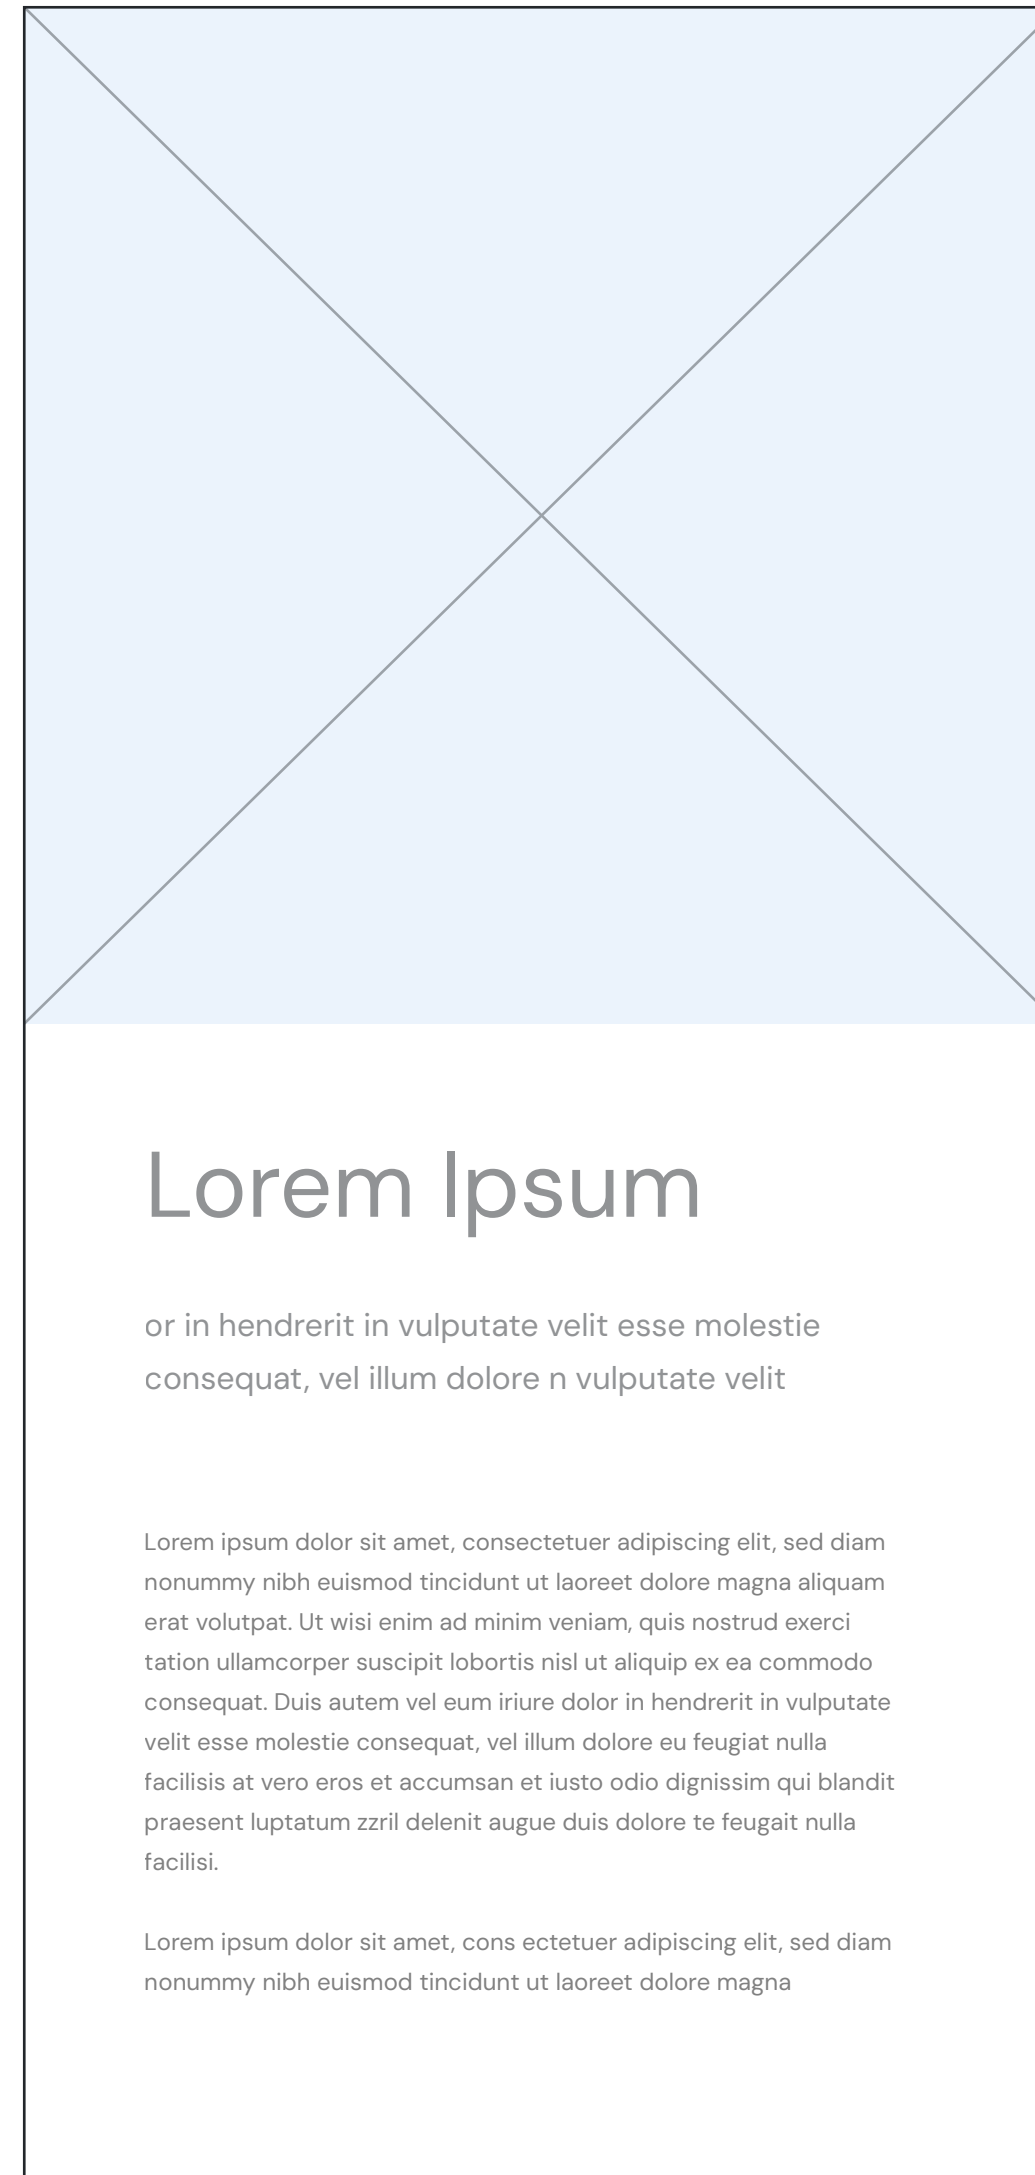 Lorem Ipsum
or in hendrerit in vulputate velit esse molestie
consequat, vel illum dolore n vulputate velit
Lorem ipsum dolor sit amet, consectetuer adipiscing elit, sed diam
nonummy nibh euismod tincidunt ut laoreet dolore magna aliquam
erat volutpat. Ut wisi enim ad minim veniam, quis nostrud exerci
tation ullamcorper suscipit lobortis nisl ut aliquip ex ea commodo
consequat. Duis autem vel eum iriure dolor in hendrerit in vulputate
velit esse molestie consequat, vel illum dolore eu feugiat nulla
facilisis at vero eros et accumsan et iusto odio dignissim qui blandit
praesent luptatum zzril delenit augue duis dolore te feugait nulla
facilisi.
Lorem ipsum dolor sit amet, cons ectetuer adipiscing elit, sed diam
nonummy nibh euismod tincidunt ut laoreet dolore magna